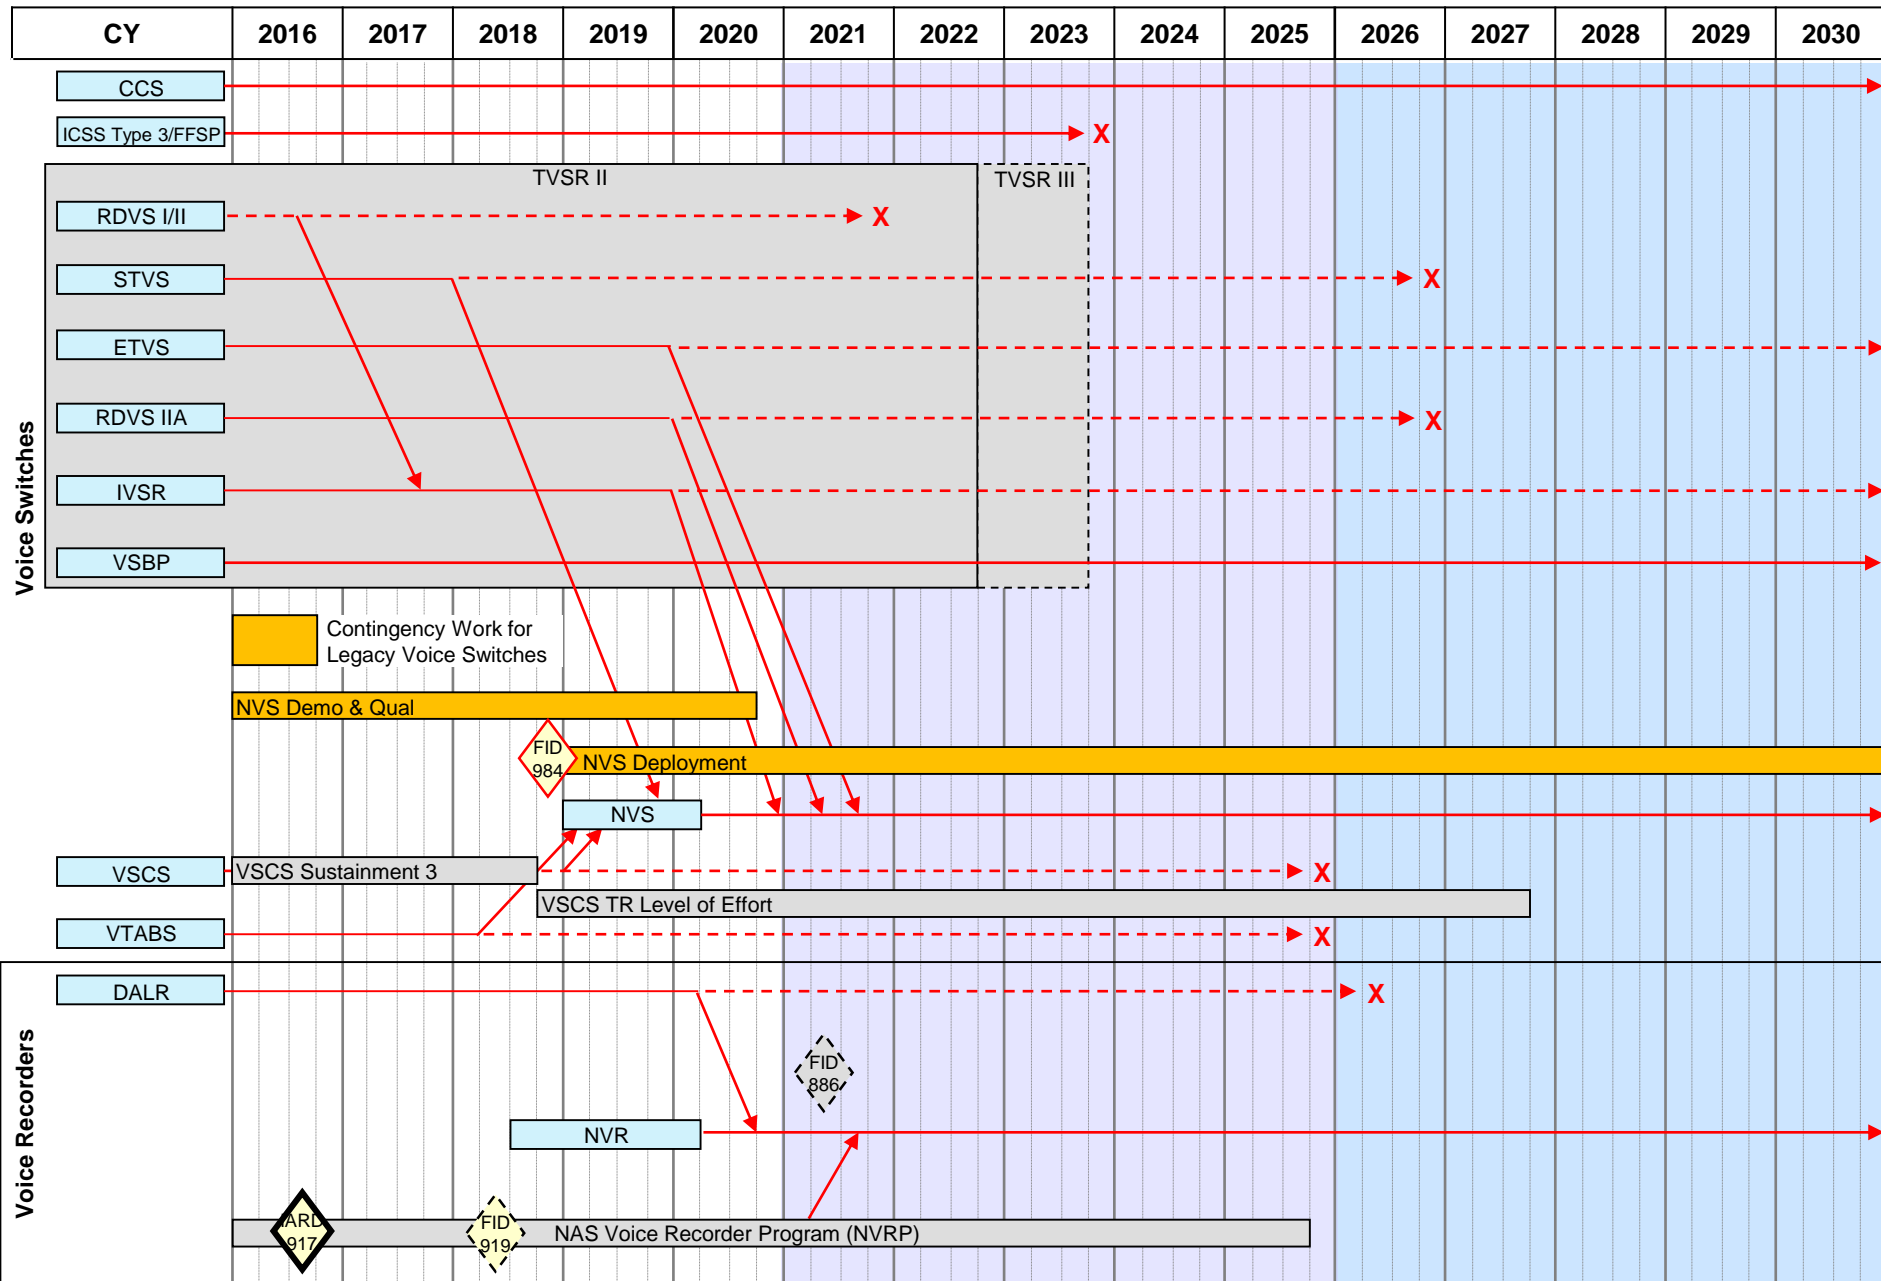 CY 2016 2017 2018 2019 2020 2021 2022 2023 2024 2025 2026 2027 2028 2029 2030
Voice Switches
CCS
ICSS Type 3/FFSP X
TVSR II TVSR III
RDVS I/II X
STVS X
ETVS
RDVS IIA X
IVSR
VSBP
Contingency Work for
Legacy Voice Switches
NVS Demo & Qual
FID
984
NVS Deployment
NVS
VSCS VSCS Sustainment 3 X
VSCS TR Level of Effort
VTABS X
Voice Recorders
DALR X
FID
886
NVR
IARD
917
FID
919
NAS Voice Recorder Program (NVRP)